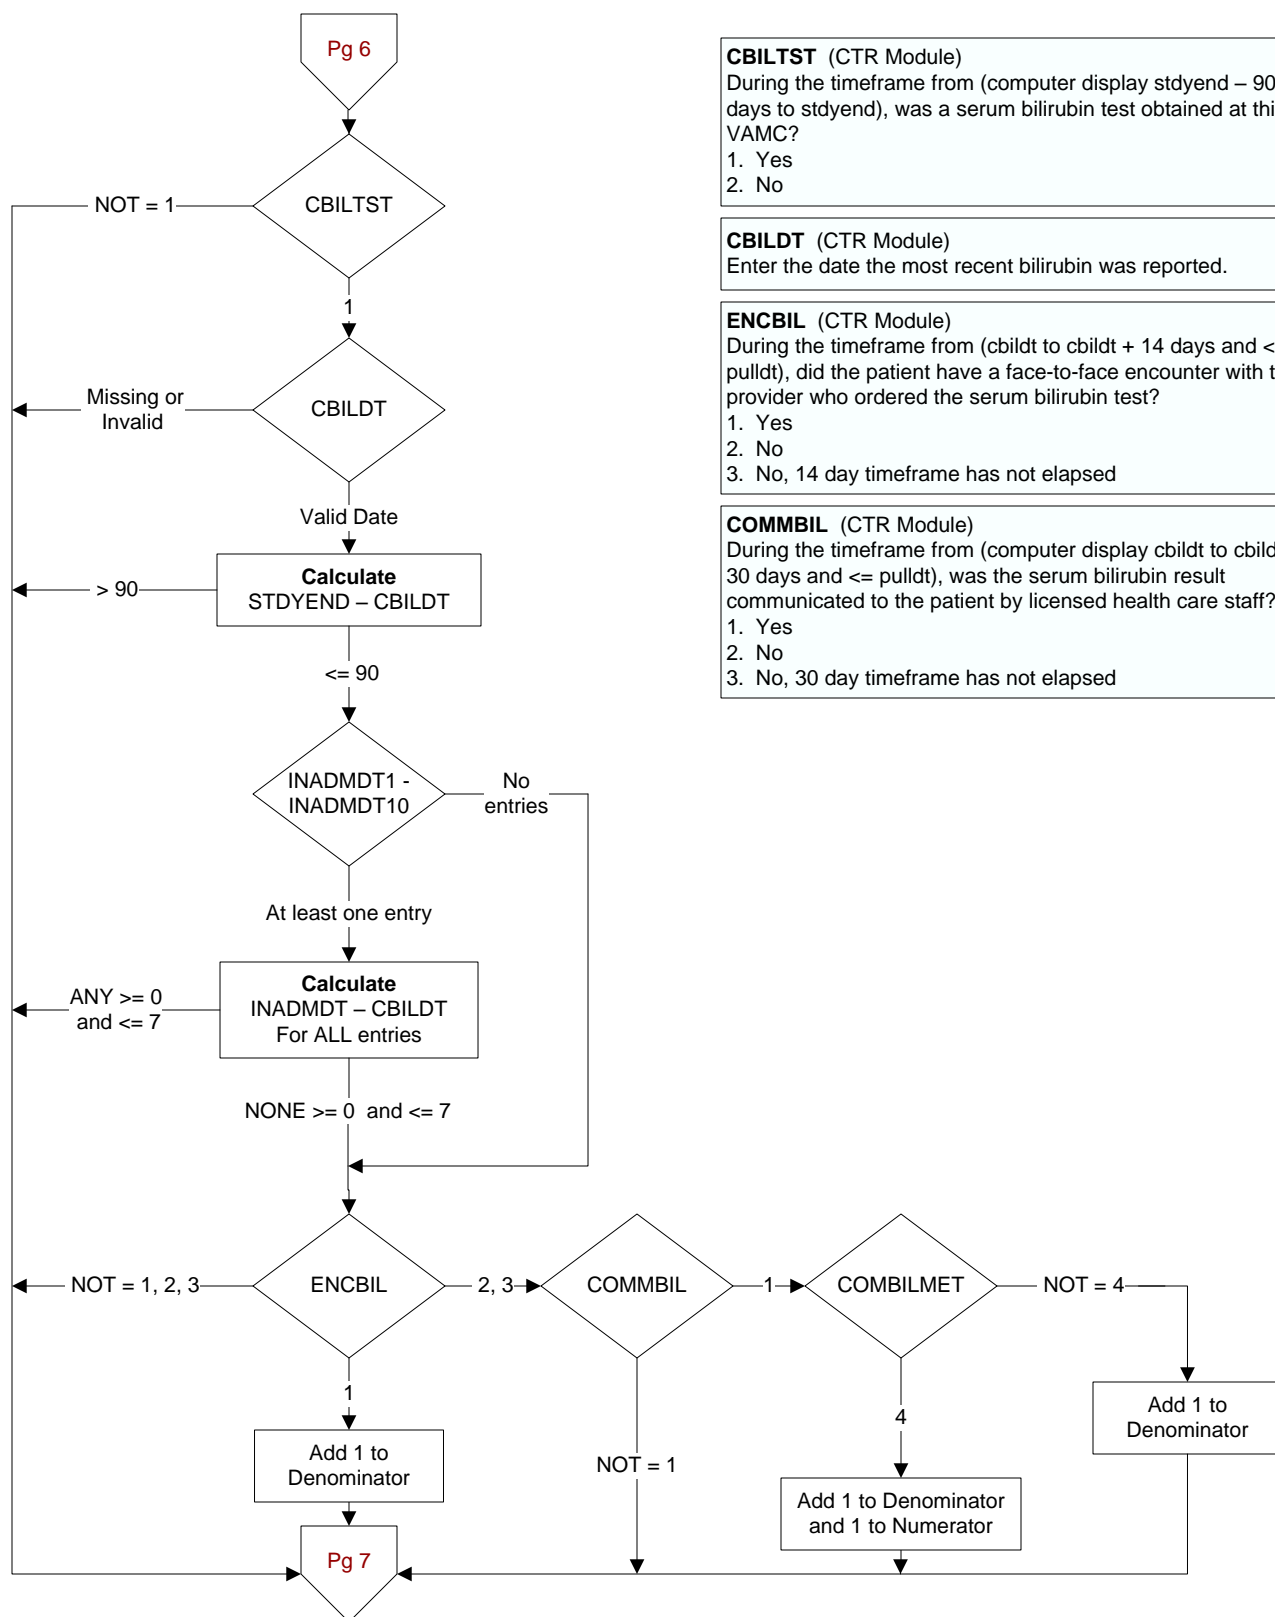 Pg 6
CBILTST (CTR Module)
During the timeframe from (computer display stdyend – 90
days to stdyend), was a serum bilirubin test obtained at thi
VAMC?
1. Yes
2. No
CBILDT (CTR Module)
Enter the date the most recent bilirubin was reported.
ENCBIL (CTR Module)
During the timeframe from (cbildt to cbildt + 14 days and <
pulldt), did the patient have a face-to-face encounter with t
provider who ordered the serum bilirubin test?
1. Yes
2. No
3. No, 14 day timeframe has not elapsed
COMMBIL (CTR Module)
During the timeframe from (computer display cbildt to cbild
30 days and <= pulldt), was the serum bilirubin result
communicated to the patient by licensed health care staff?
1. Yes
2. No
3. No, 30 day timeframe has not elapsed
NOT = 1
CBILTST
1
Missing or
Invalid
CBILDT
Valid Date
> 90
Calculate
STDYEND – CBILDT
<= 90
INADMDT1 -
INADMDT10
No
entries
At least one entry
ANY >= 0
and <= 7
Calculate
INADMDT – CBILDT
For ALL entries
NONE >= 0 and <= 7
NOT = 1, 2, 3
ENCBIL
2, 3
COMMBIL
1
COMBILMET
NOT = 4
1
4
NOT = 1
Add 1 to
Denominator
Add 1 to
Denominator
Add 1 to Denominator
and 1 to Numerator
Pg 7